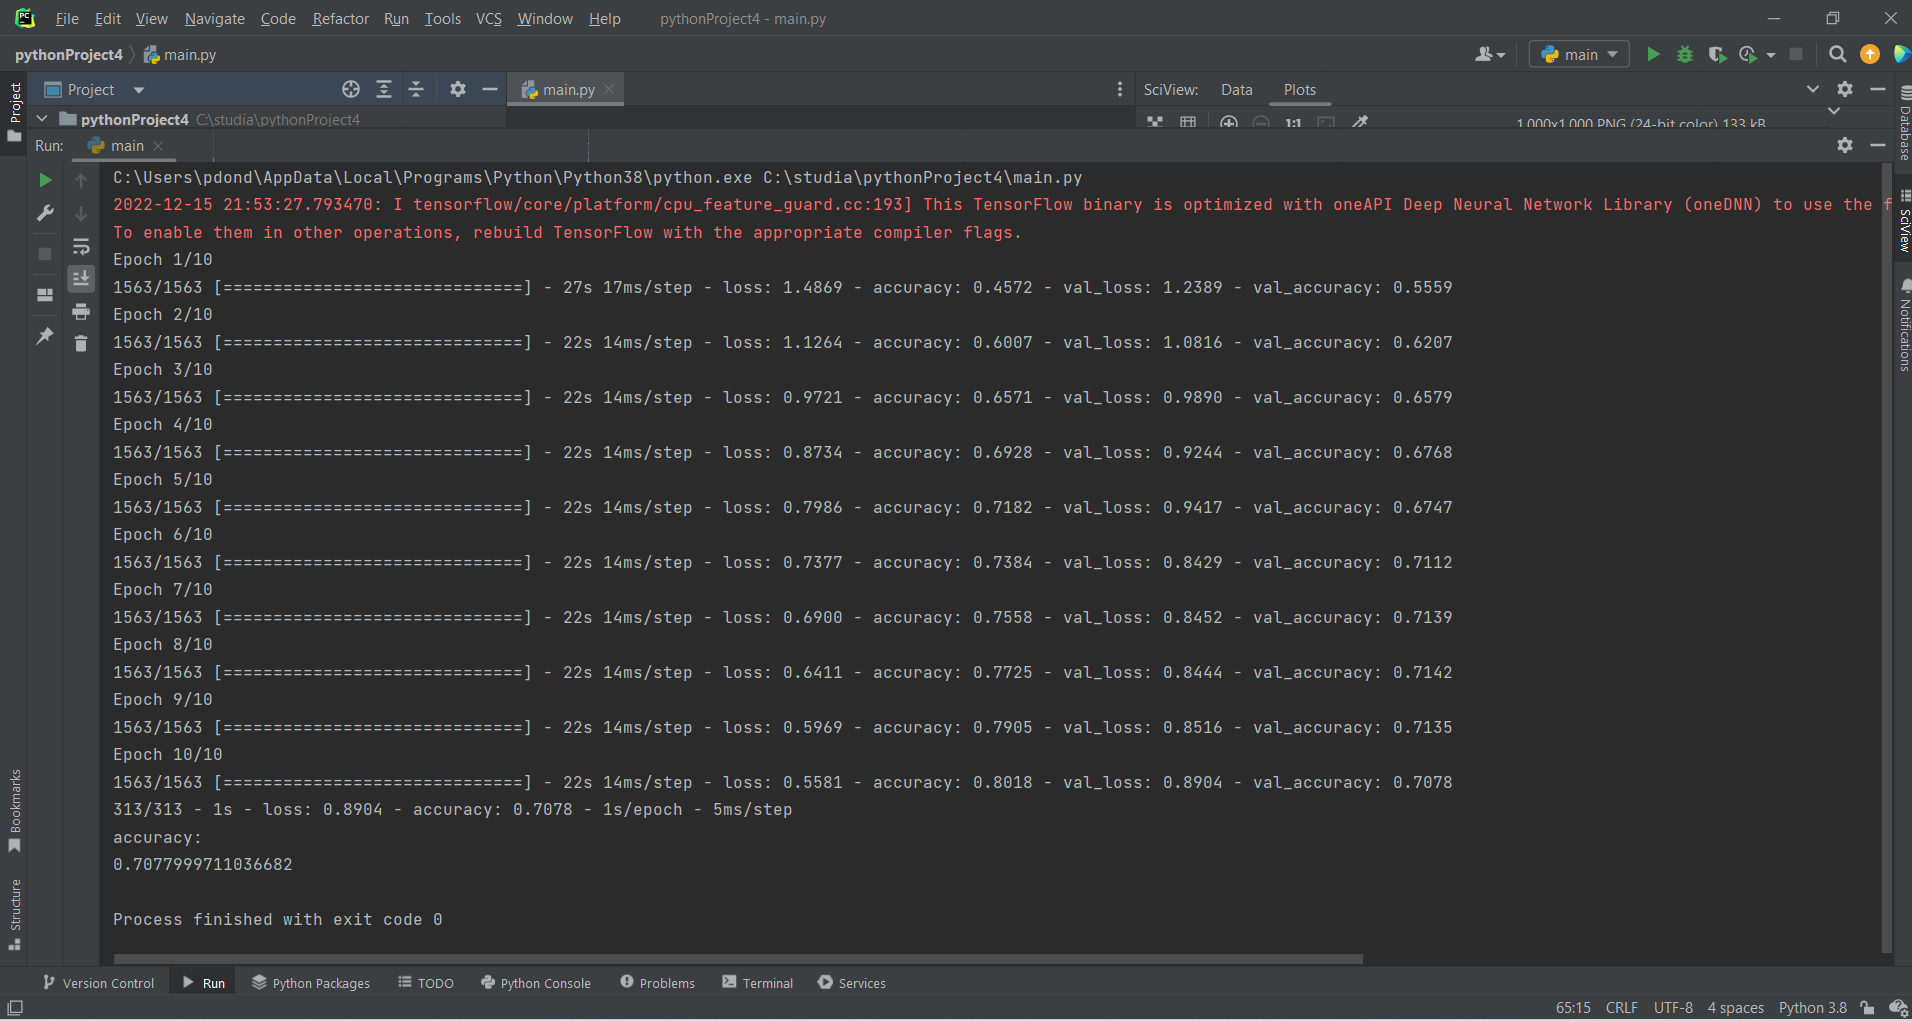 File Edit View Navigate Code Refactor Run Tools VCS Window Help pythonProject4 - main.py
pythonProject4 main.py main
Project main.py SciView: Data Plots
pythonProject4 C:\studia\pythonProject4 1:1 1,000x1,000 PNG (24-bit color) 133 kB
Run: main
C:\Users\pdond\AppData\Local\Programs\Python\Python38\python.exe C:\studia\pythonProject4\main.py
2022-12-15 21:53:27.793470: I tensorflow/core/platform/cpu_feature_guard.cc:193] This TensorFlow binary is optimized with oneAPI Deep Neural Network Library (oneDNN) to use the f
To enable them in other operations, rebuild TensorFlow with the appropriate compiler flags.
Epoch 1/10
1563/1563 [==============================] - 27s 17ms/step - loss: 1.4869 - accuracy: 0.4572 - val_loss: 1.2389 - val_accuracy: 0.5559
Epoch 2/10
1563/1563 [==============================] - 22s 14ms/step - loss: 1.1264 - accuracy: 0.6007 - val_loss: 1.0816 - val_accuracy: 0.6207
Epoch 3/10
1563/1563 [==============================] - 22s 14ms/step - loss: 0.9721 - accuracy: 0.6571 - val_loss: 0.9890 - val_accuracy: 0.6579
Epoch 4/10
1563/1563 [==============================] - 22s 14ms/step - loss: 0.8734 - accuracy: 0.6928 - val_loss: 0.9244 - val_accuracy: 0.6768
Epoch 5/10
1563/1563 [==============================] - 22s 14ms/step - loss: 0.7986 - accuracy: 0.7182 - val_loss: 0.9417 - val_accuracy: 0.6747
Epoch 6/10
1563/1563 [==============================] - 22s 14ms/step - loss: 0.7377 - accuracy: 0.7384 - val_loss: 0.8429 - val_accuracy: 0.7112
Epoch 7/10
1563/1563 [==============================] - 22s 14ms/step - loss: 0.6900 - accuracy: 0.7558 - val_loss: 0.8452 - val_accuracy: 0.7139
Epoch 8/10
1563/1563 [==============================] - 22s 14ms/step - loss: 0.6411 - accuracy: 0.7725 - val_loss: 0.8444 - val_accuracy: 0.7142
Epoch 9/10
1563/1563 [==============================] - 22s 14ms/step - loss: 0.5969 - accuracy: 0.7905 - val_loss: 0.8516 - val_accuracy: 0.7135
Epoch 10/10
1563/1563 [==============================] - 22s 14ms/step - loss: 0.5581 - accuracy: 0.8018 - val_loss: 0.8904 - val_accuracy: 0.7078
313/313 - 1s - loss: 0.8904 - accuracy: 0.7078 - 1s/epoch - 5ms/step
accuracy:
0.7077999711036682
Process finished with exit code 0
Project
Bookmarks
Structure
Database
SciView
Notifications
Version Control Run Python Packages TODO Python Console Problems Terminal Services
65:15 CRLF UTF-8 4 spaces Python 3.8